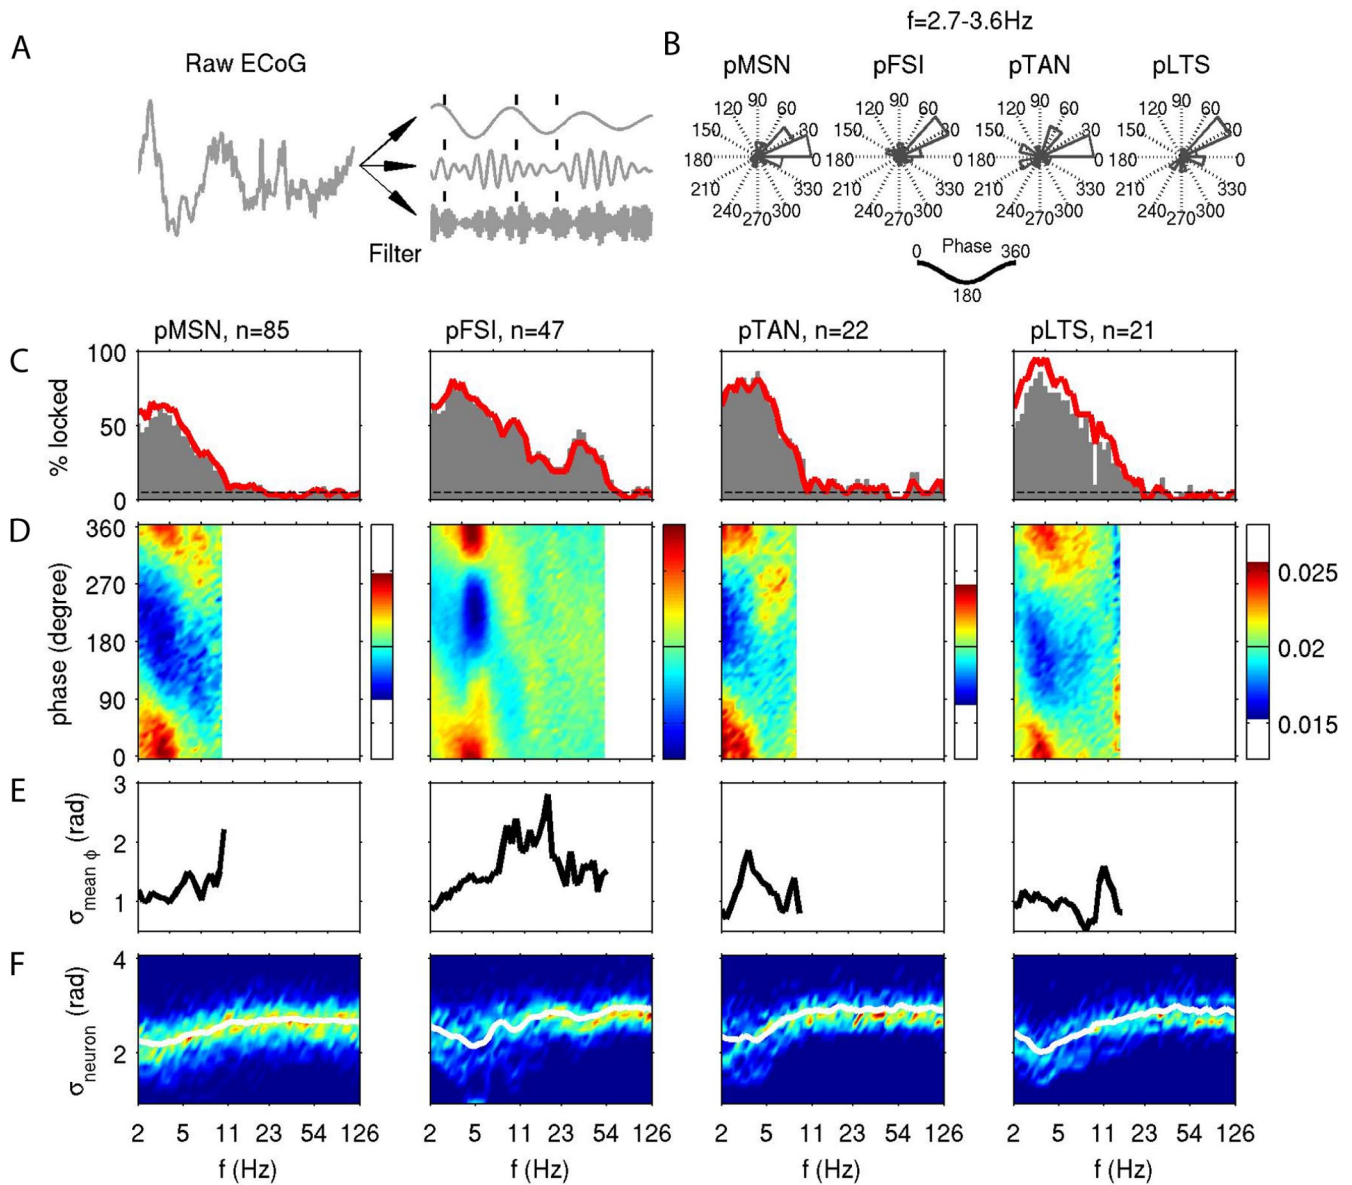 A
Raw ECoG
Filter
B
f=2.7-3.6Hz
pMSN pFSI pTAN pLTS
90 90 90 90
120 60 120 60 120 60 120 60
150 30 150 30 150 30 150 30
180 0 180 0 180 0 180 0
210 330 210 330 210 330 210 330
240 270 300 240 270 300 240 270 300 240 270 300
0 Phase 360
180
pMSN, n=85 pFSI, n=47 pTAN, n=22 pLTS, n=21
C
% locked
100
50
0
D
phase (degree)
360
270
180
90
0
0.025
0.02
0.015
E
σmean ϕ (rad)
3
2
1
F
σneuron (rad)
4
2
2 5 11 23 54 126 2 5 11 23 54 126 2 5 11 23 54 126 2 5 11 23 54 126
f (Hz) f (Hz) f (Hz) f (Hz)